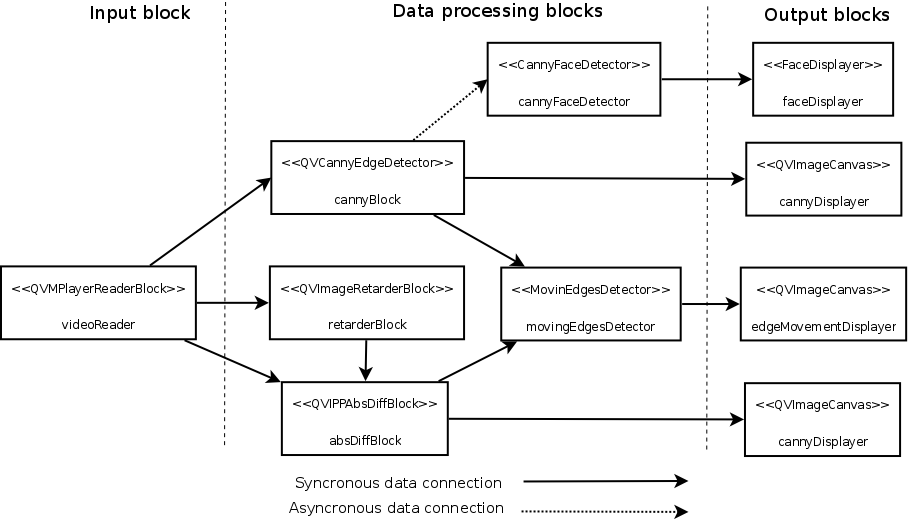 Input block
Data processing blocks
Output blocks
<<CannyFaceDetector>>
cannyFaceDetector
<<FaceDisplayer>>
faceDisplayer
<<QVCannyEdgeDetector>>
cannyBlock
<<QVImageCanvas>>
cannyDisplayer
<<QVMPlayerReaderBlock>>
videoReader
<<QVImageRetarderBlock>>
retarderBlock
<<MovinEdgesDetector>>
movingEdgesDetector
<<QVImageCanvas>>
edgeMovementDisplayer
<<QVIPPAbsDiffBlock>>
absDiffBlock
<<QVImageCanvas>>
cannyDisplayer
Syncronous data connection
Asyncronous data connection